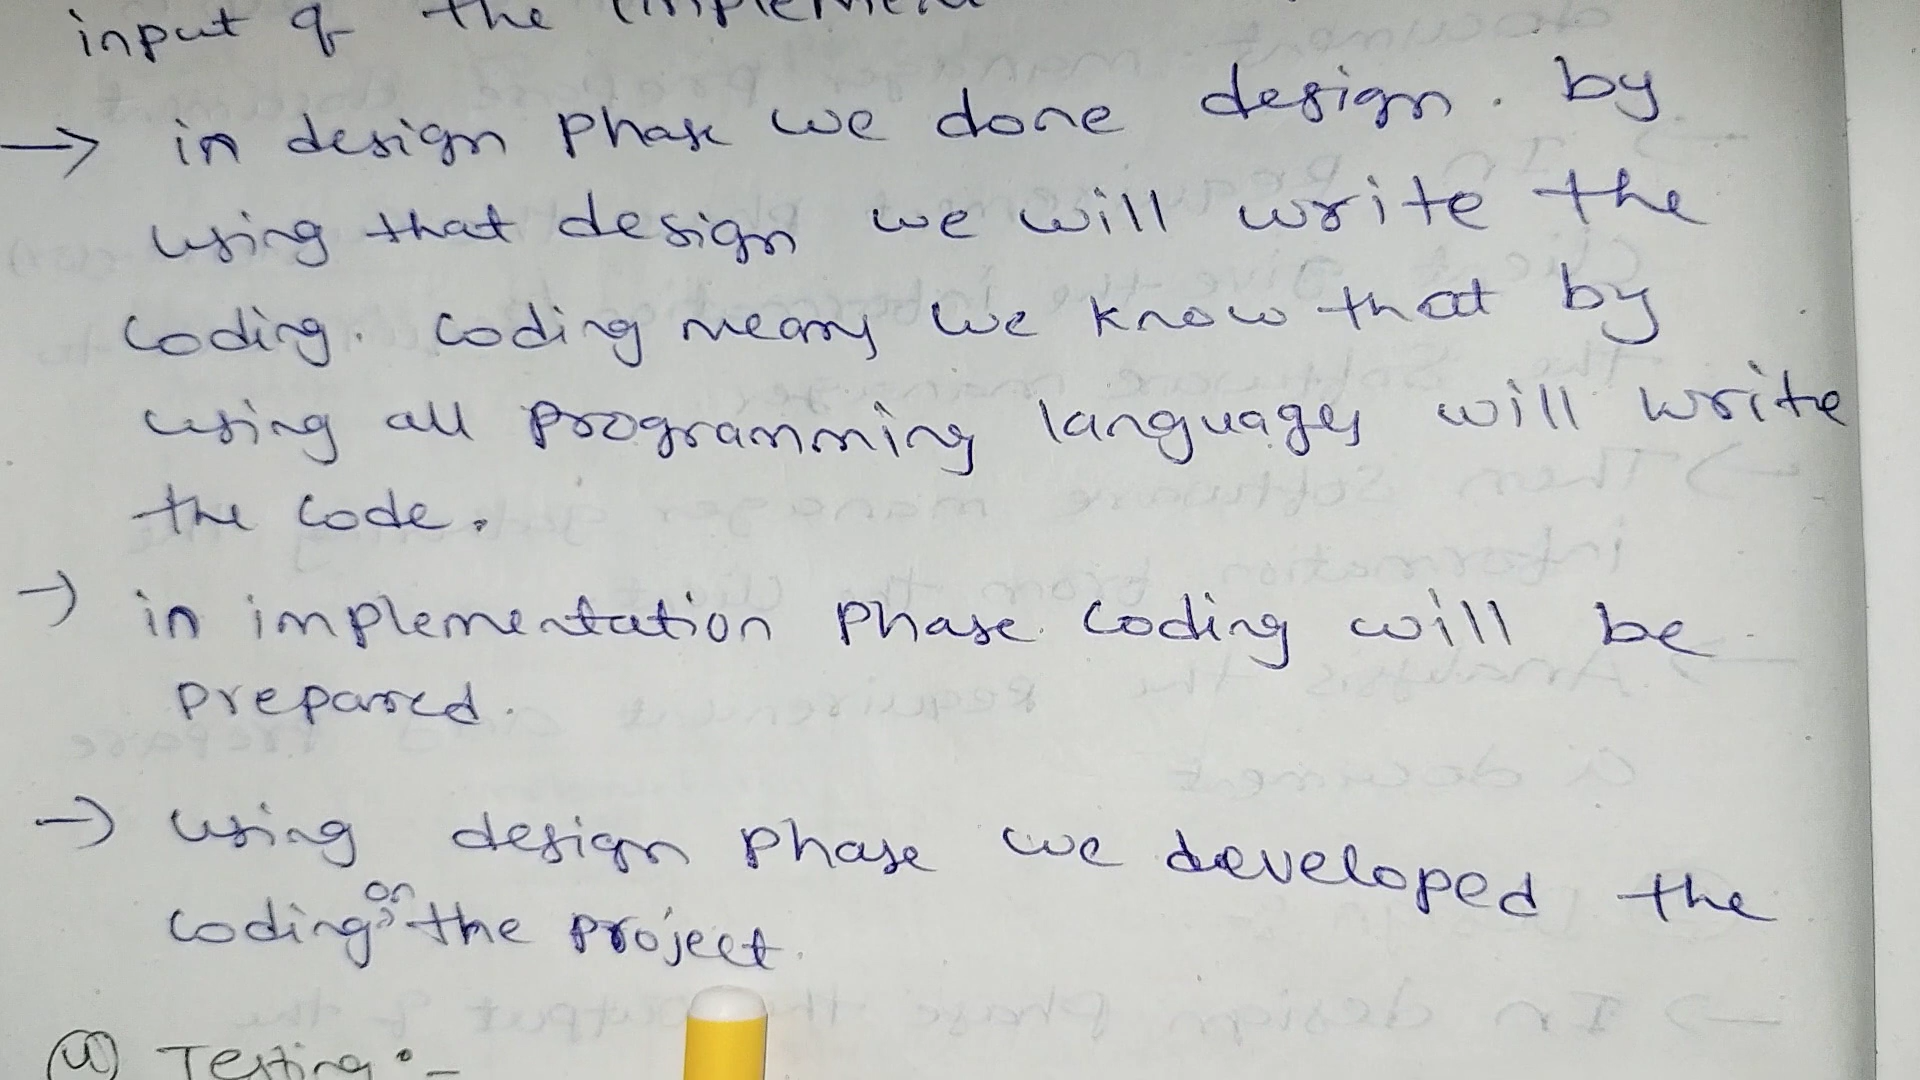 input of the implement
→ in design phase we done design. by
using that design we will write the
coding. coding means we know that by
using all programming languages will write
the code.
→ in implementation phase coding will be
prepared.
→ using design phase we developed the
coding on the project.
4) Testing :-